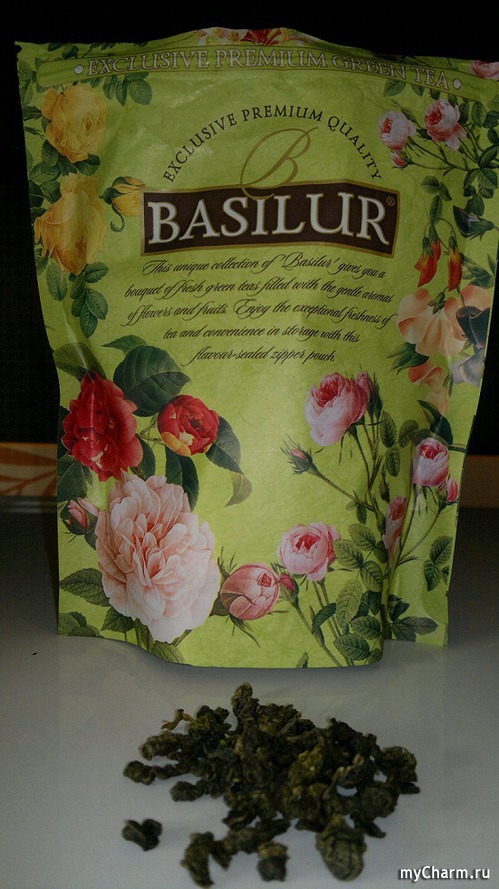 • EXCLUSIVE PREMIUM GREEN TEA •
EXCLUSIVE PREMIUM QUALITY
B
BASILUR®
This unique collection of 'Basilur' gives you a
bouquet of fresh green teas filled with the gentle aromas
of flowers and fruits. Enjoy the exceptional freshness of
tea and convenience in storage with this
flavour-sealed zipper pouch.
myCharm.ru